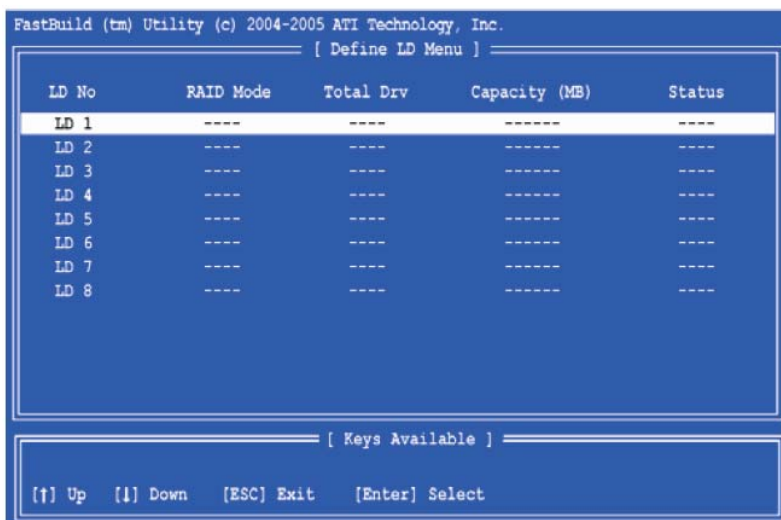 FastBuild (tm) Utility (c) 2004-2005 ATI Technology, Inc.
[ Define LD Menu ]
LD No RAID Mode Total Drv Capacity (MB) Status
LD 1 ---- ---- ------ ----
LD 2 ---- ---- ------ ----
LD 3 ---- ---- ------ ----
LD 4 ---- ---- ------ ----
LD 5 ---- ---- ------ ----
LD 6 ---- ---- ------ ----
LD 7 ---- ---- ------ ----
LD 8 ---- ---- ------ ----
[ Keys Available ]
[↑] Up [↓] Down [ESC] Exit [Enter] Select